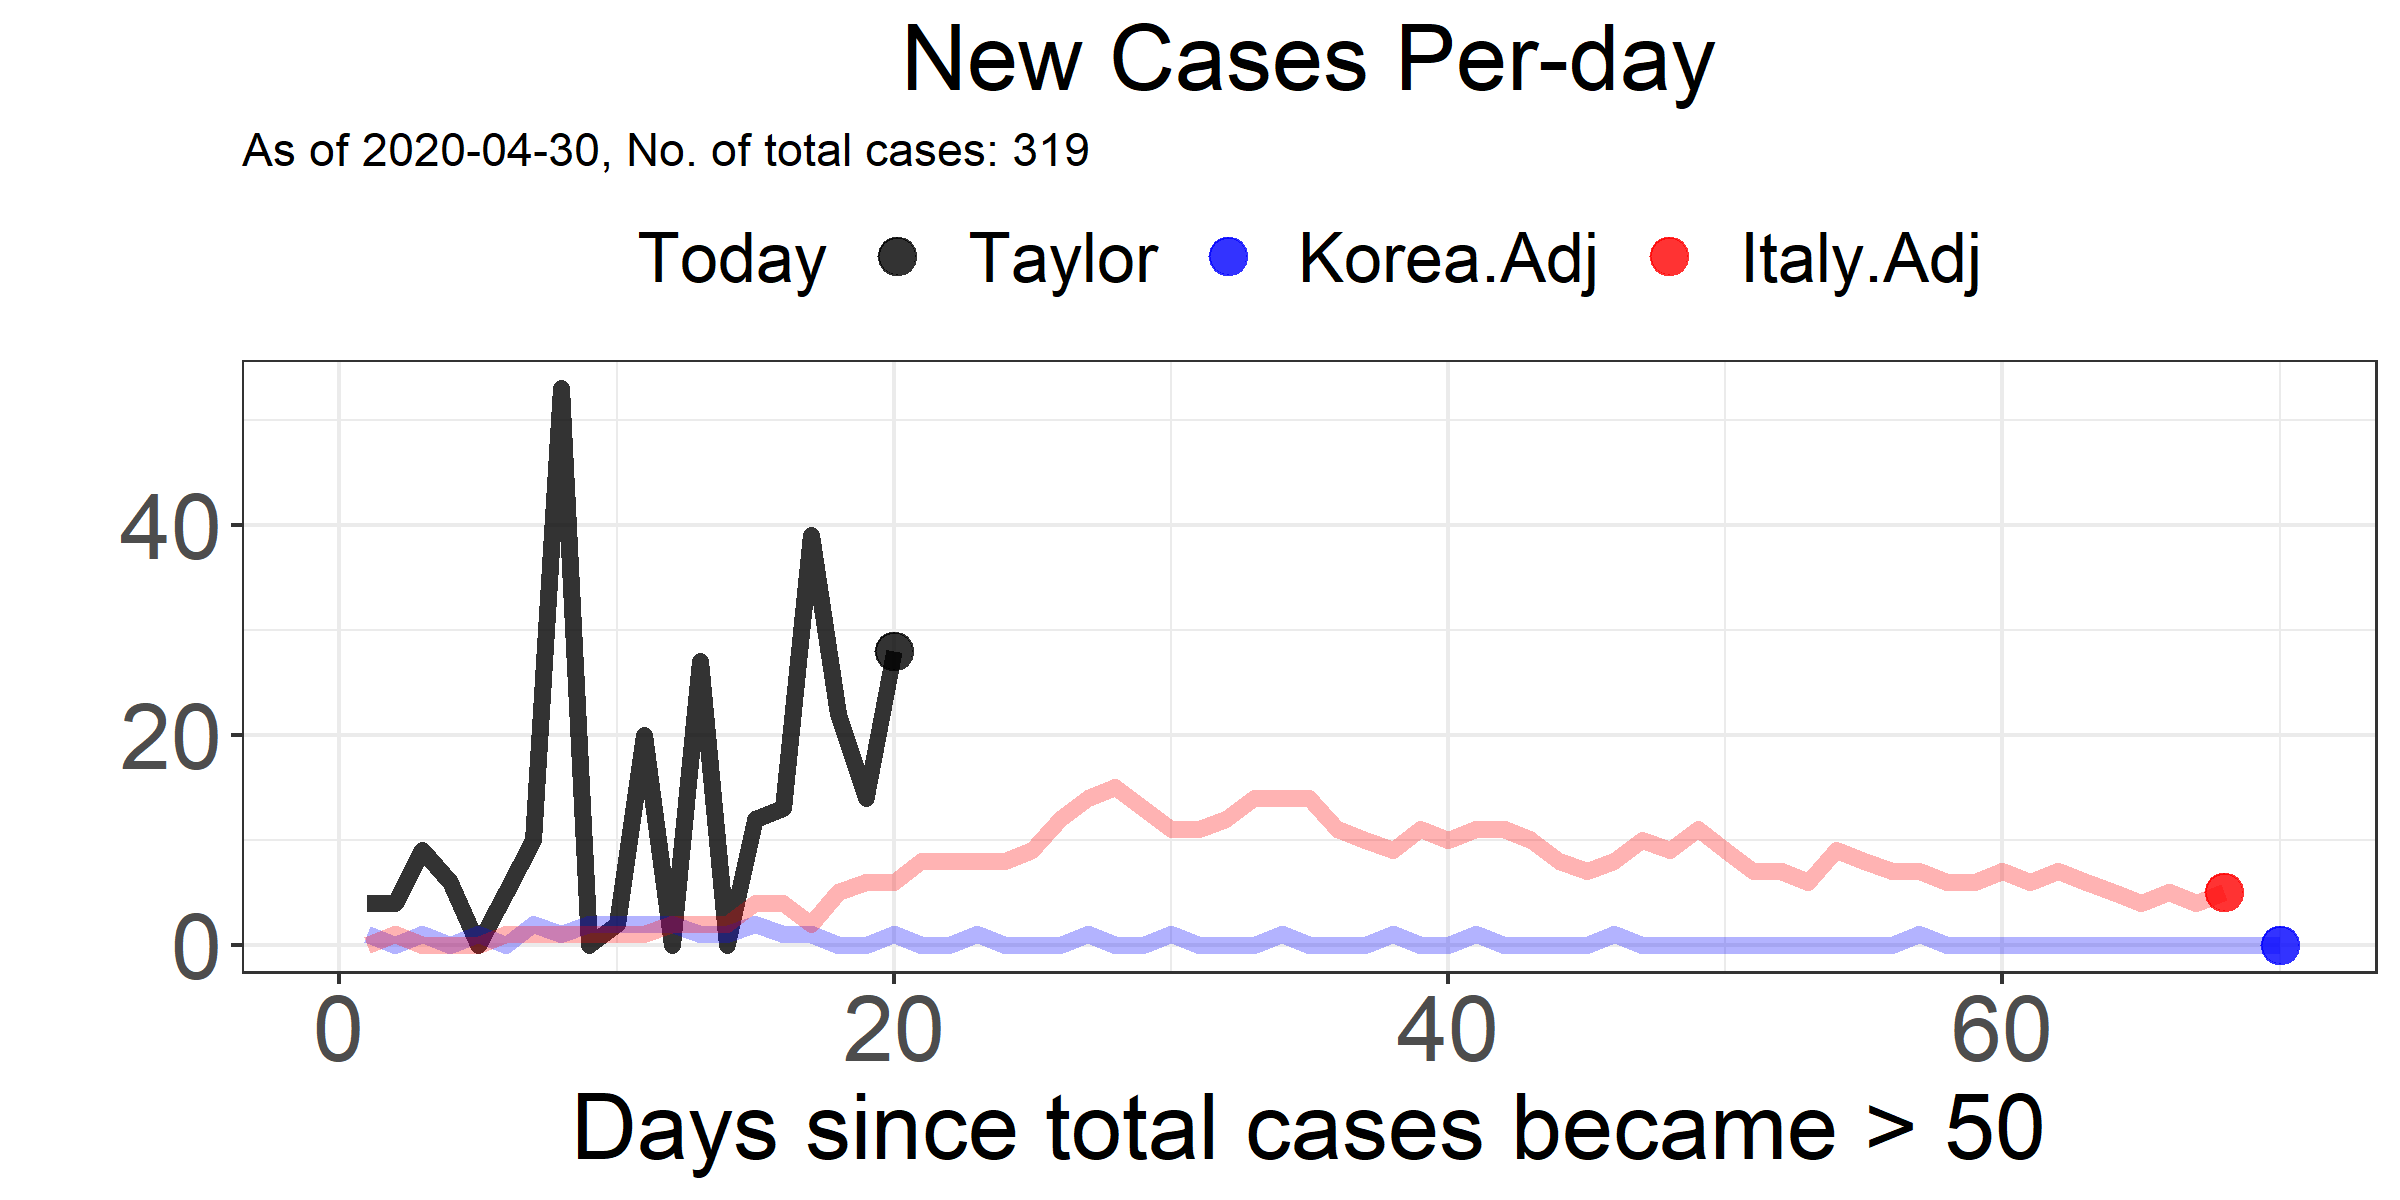 New Cases Per-day
As of 2020-04-30, No. of total cases: 319
Today Taylor Korea.Adj Italy.Adj
40
20
0
0 20 40 60
Days since total cases became > 50